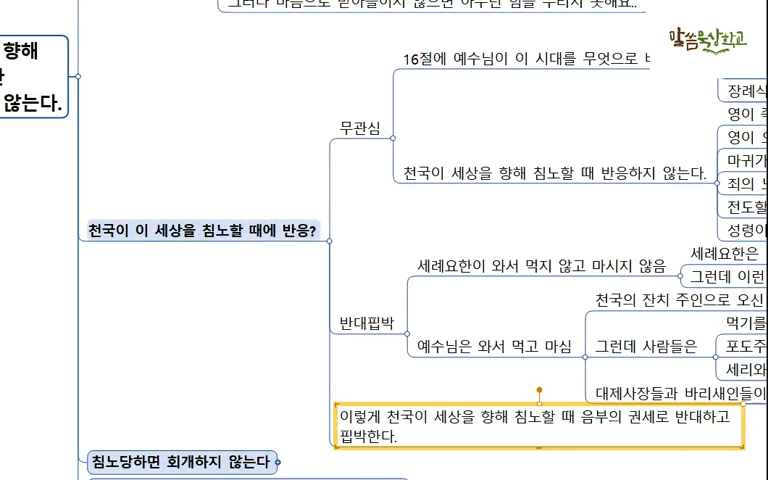 그러나 마음으로 받아들이지 않으면 아무런 힘을 누리지 못해요..
말씀묵상학교
향해
않는다.
16절에 예수님이 이 시대를 무엇으로
무관심
천국이 세상을 향해 침노할 때 반응하지 않는다.
장례식
영이
영이
마귀가
죄의
전도할
성령이
천국이 이 세상을 침노할 때에 반응?
세례요한이 와서 먹지 않고 마시지 않음
세례요한은
그런데 이런
반대핍박
예수님은 와서 먹고 마심
천국의 잔치 주인으로 오신
그런데 사람들은
먹기를
포도주
세리와
대제사장들과 바리새인들이
이렇게 천국이 세상을 향해 침노할 때 음부의 권세로 반대하고
핍박한다.
침노당하면 회개하지 않는다